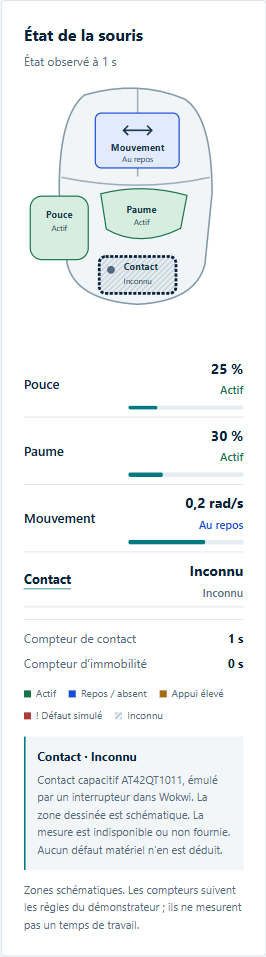 État de la souris
État observé à 1 s
Mouvement
Au repos
Pouce
Actif
Paume
Actif
Contact
Inconnu
Pouce
25 %
Actif
Paume
30 %
Actif
Mouvement
0,2 rad/s
Au repos
Contact
Inconnu
Inconnu
Compteur de contact 1 s
Compteur d’immobilité 0 s
Actif Repos / absent Appui élevé
! Défaut simulé Inconnu
Contact · Inconnu
Contact capacitif AT42QT1011, émulé
par un interrupteur dans Wokwi. La
zone dessinée est schématique. La
mesure est indisponible ou non fournie.
Aucun défaut matériel n’en est déduit.
Zones schématiques. Les compteurs suivent
les règles du démonstrateur ; ils ne mesurent
pas un temps de travail.